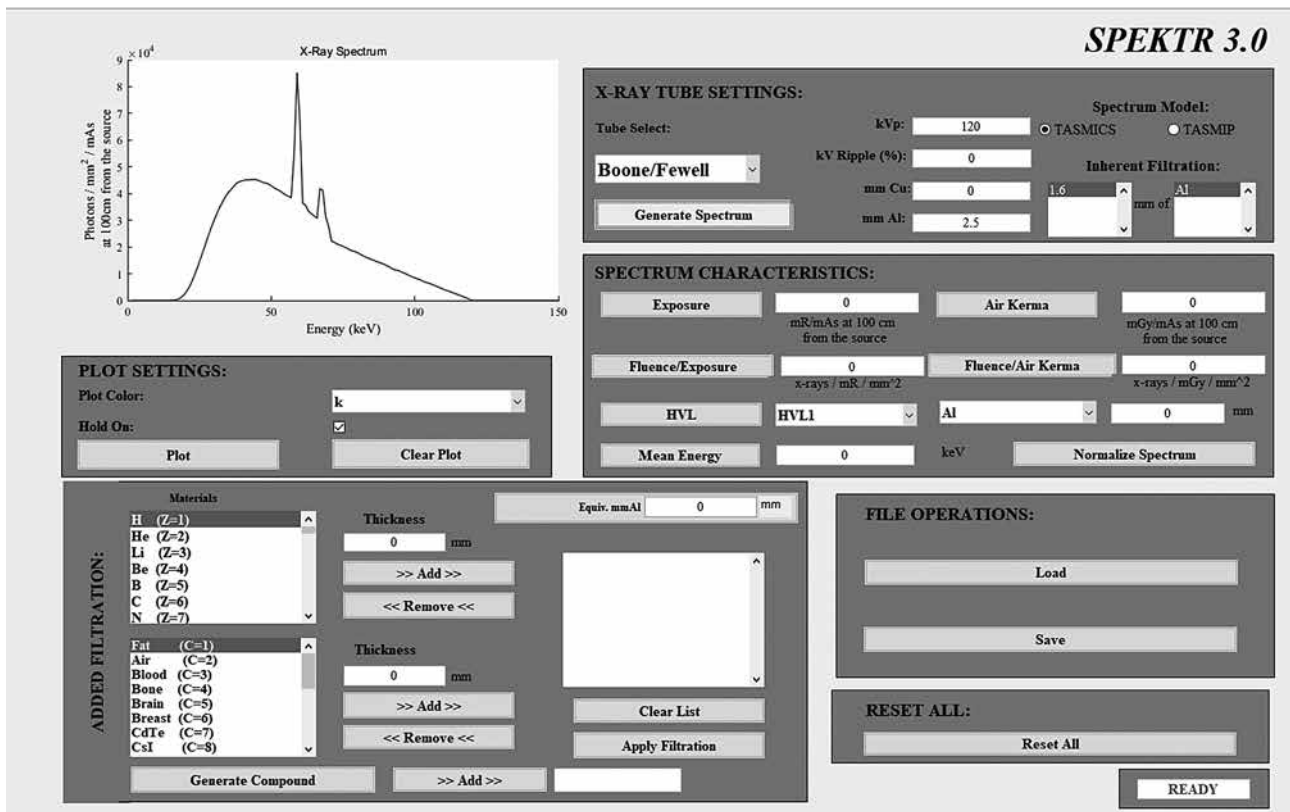 SPEKTR 3.0
X-Ray Spectrum
×10⁴
9
8
7
6
5
4
3
2
1
0
Photons / mm² / mAs
at 100cm from the source
0 50 100 150
Energy (keV)
X-RAY TUBE SETTINGS:
Tube Select:
Boone/Fewell
Generate Spectrum
kVp: 120
kV Ripple (%): 0
mm Cu: 0
mm Al: 2.5
Spectrum Model:
TASMICS TASMIP
Inherent Filtration:
1.6 mm of Al
SPECTRUM CHARACTERISTICS:
Exposure 0 Air Kerma 0
mR/mAs at 100 cm
from the source
mGy/mAs at 100 cm
from the source
Fluence/Exposure 0 Fluence/Air Kerma 0
x-rays / mR / mm^2 x-rays / mGy / mm^2
HVL HVL1 Al 0 mm
Mean Energy 0 keV Normalize Spectrum
PLOT SETTINGS:
Plot Color: k
Hold On:
Plot Clear Plot
ADDED FILTRATION:
Materials
H (Z=1)
He (Z=2)
Li (Z=3)
Be (Z=4)
B (Z=5)
C (Z=6)
N (Z=7)
Thickness
0 mm
>> Add >>
<< Remove <<
Equiv. mmAl 0 mm
Fat (C=1)
Air (C=2)
Blood (C=3)
Bone (C=4)
Brain (C=5)
Breast (C=6)
CdTe (C=7)
CsI (C=8)
Thickness
0 mm
>> Add >>
<< Remove <<
Clear List
Apply Filtration
Generate Compound >> Add >>
FILE OPERATIONS:
Load
Save
RESET ALL:
Reset All
READY